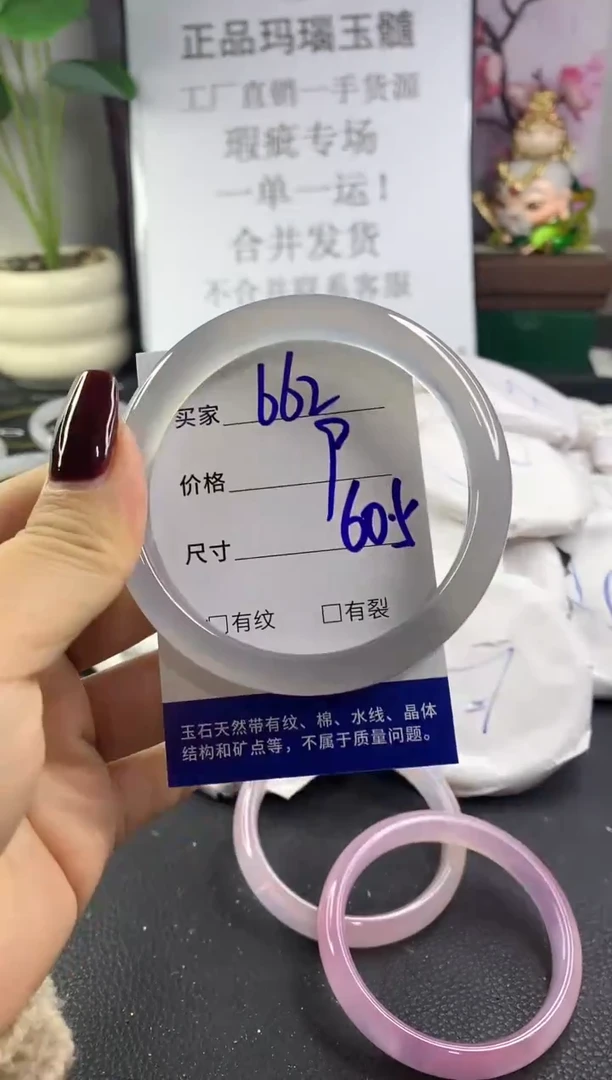 正品玛瑙玉髓
工厂直销一手货源
瑕疵专场
一单一运！
合并发货
不合并联系客服
买家 662
P
价格
尺寸 60.5
□有纹 □有裂
玉石天然带有纹、棉、水线、晶体
结构和矿点等，不属于质量问题。